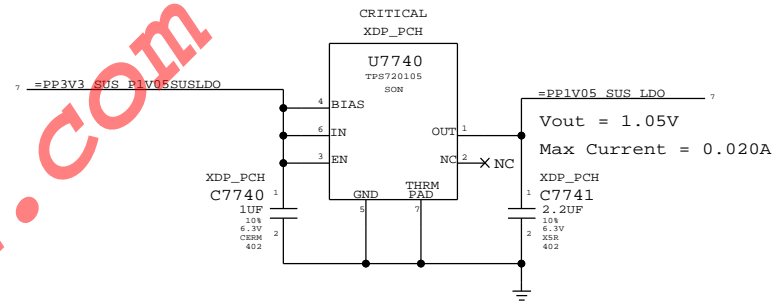 CRITICAL
XDP_PCH
U7740
TPS720105
SON
7 =PP3V3_SUS_P1V05SUSLDO
4 BIAS
6 IN
3 EN
OUT 1
NC 2 NC
GND
5
THRM
PAD
7
=PP1V05_SUS_LDO 7
Vout = 1.05V
Max Current = 0.020A
XDP_PCH
C7740 1
1UF
10%
6.3V
CERM 2
402
XDP_PCH
1 C7741
2.2UF
10%
6.3V
2 X5R
402
.com